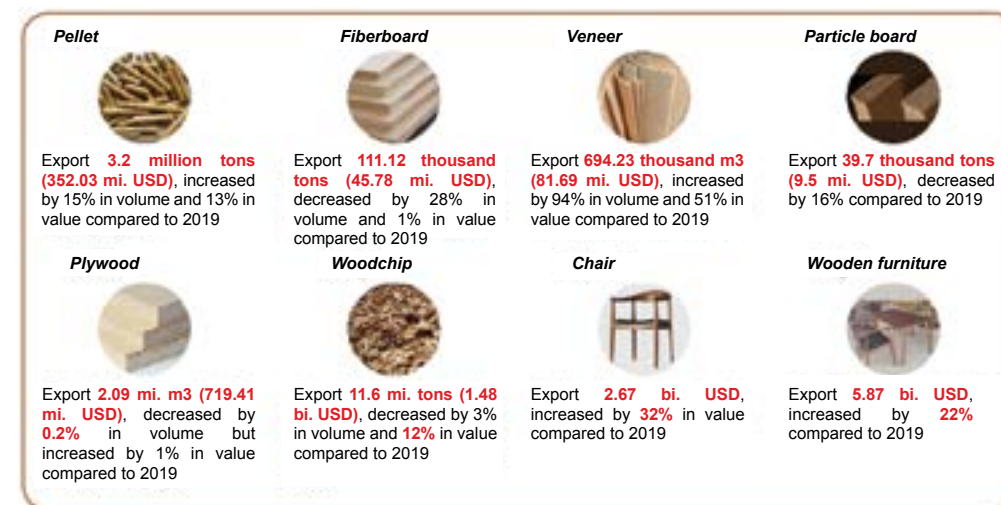 Pellet
Export 3.2 million tons
(352.03 mi. USD), increased
by 15% in volume and 13% in
value compared to 2019
Fiberboard
Export 111.12 thousand
tons (45.78 mi. USD),
decreased by 28% in
volume and 1% in value
compared to 2019
Veneer
Export 694.23 thousand m3
(81.69 mi. USD), increased
by 94% in volume and 51% in
value compared to 2019
Particle board
Export 39.7 thousand tons
(9.5 mi. USD), decreased
by 16% compared to 2019
Plywood
Export 2.09 mi. m3 (719.41
mi. USD), decreased by
0.2% in volume but
increased by 1% in value
compared to 2019
Woodchip
Export 11.6 mi. tons (1.48
bi. USD), decreased by 3%
in volume and 12% in value
compared to 2019
Chair
Export 2.67 bi. USD,
increased by 32% in value
compared to 2019
Wooden furniture
Export 5.87 bi. USD,
increased by 22%
compared to 2019